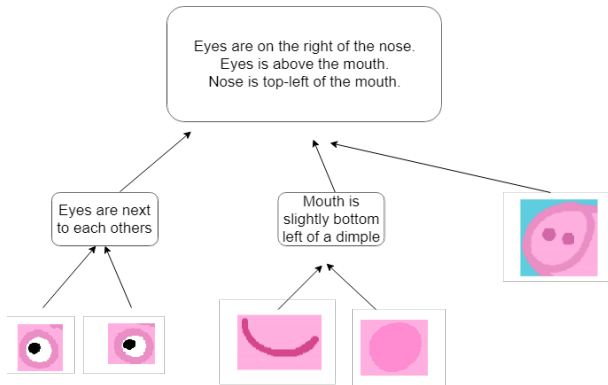 Eyes are on the right of the nose.
Eyes is above the mouth.
Nose is top-left of the mouth.
Eyes are next
to each others
Mouth is
slightly bottom
left of a dimple